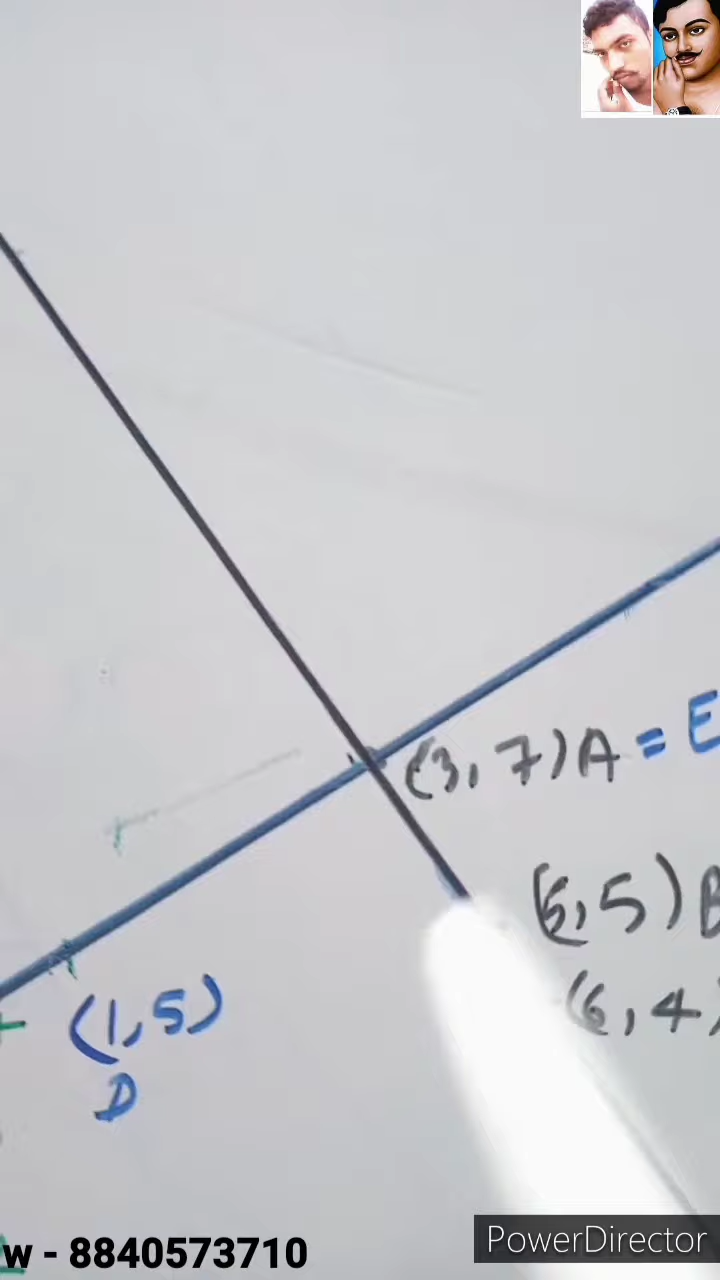 (3,7)A = E
(5,5)B
(6,4)
(1,5)
D
w - 8840573710
PowerDirector